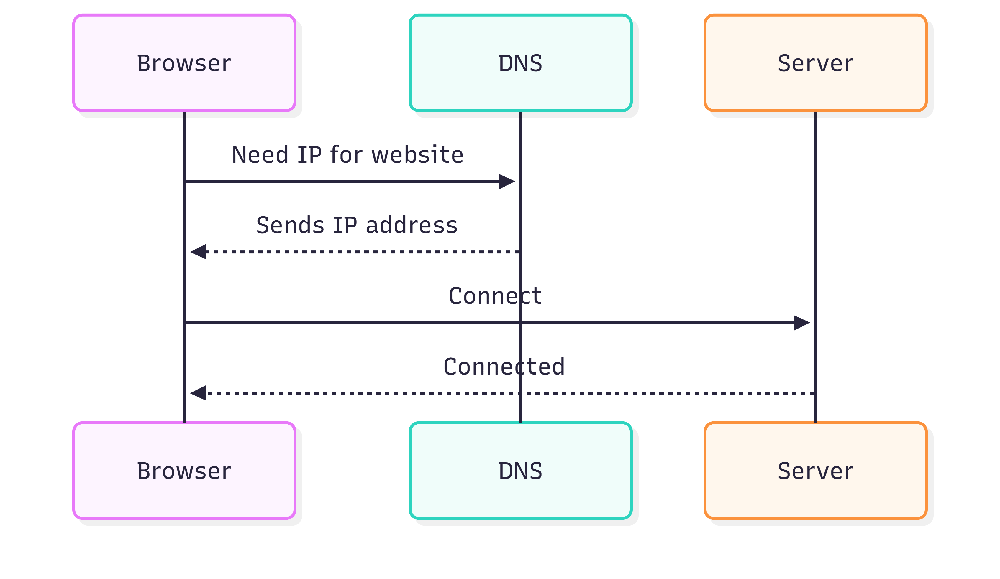 Browser
DNS
Server
Need IP for website
Sends IP address
Connect
Connected
Browser
DNS
Server